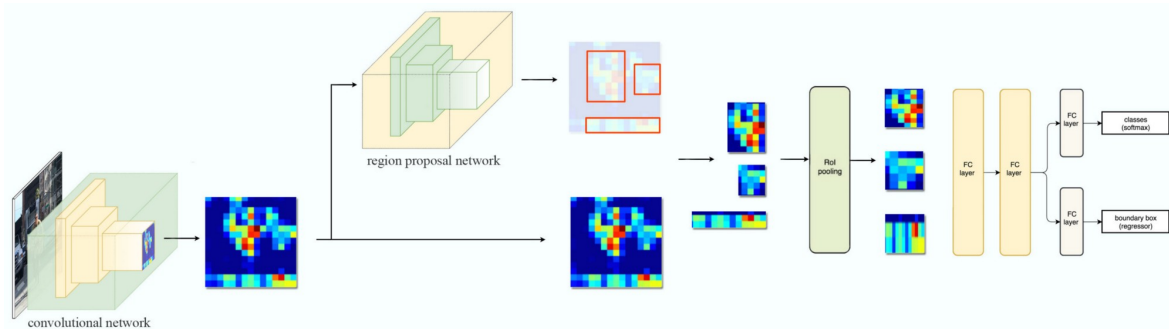 region proposal network
convolutional network
RoI
pooling
FC
layer
FC
layer
FC
layer
classes
(softmax)
FC
layer
boundary box
(regressor)